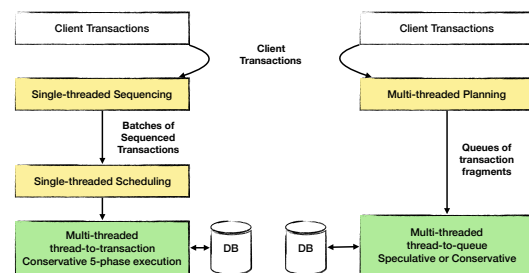 Client Transactions
Client Transactions
Client
Transactions
Single-threaded Sequencing
Multi-threaded Planning
Batches of
Sequenced
Transactions
Queues of
transaction
fragments
Single-threaded Scheduling
Multi-threaded
thread-to-transaction
Conservative 5-phase execution
DB
DB
Multi-threaded
thread-to-queue
Speculative or Conservative